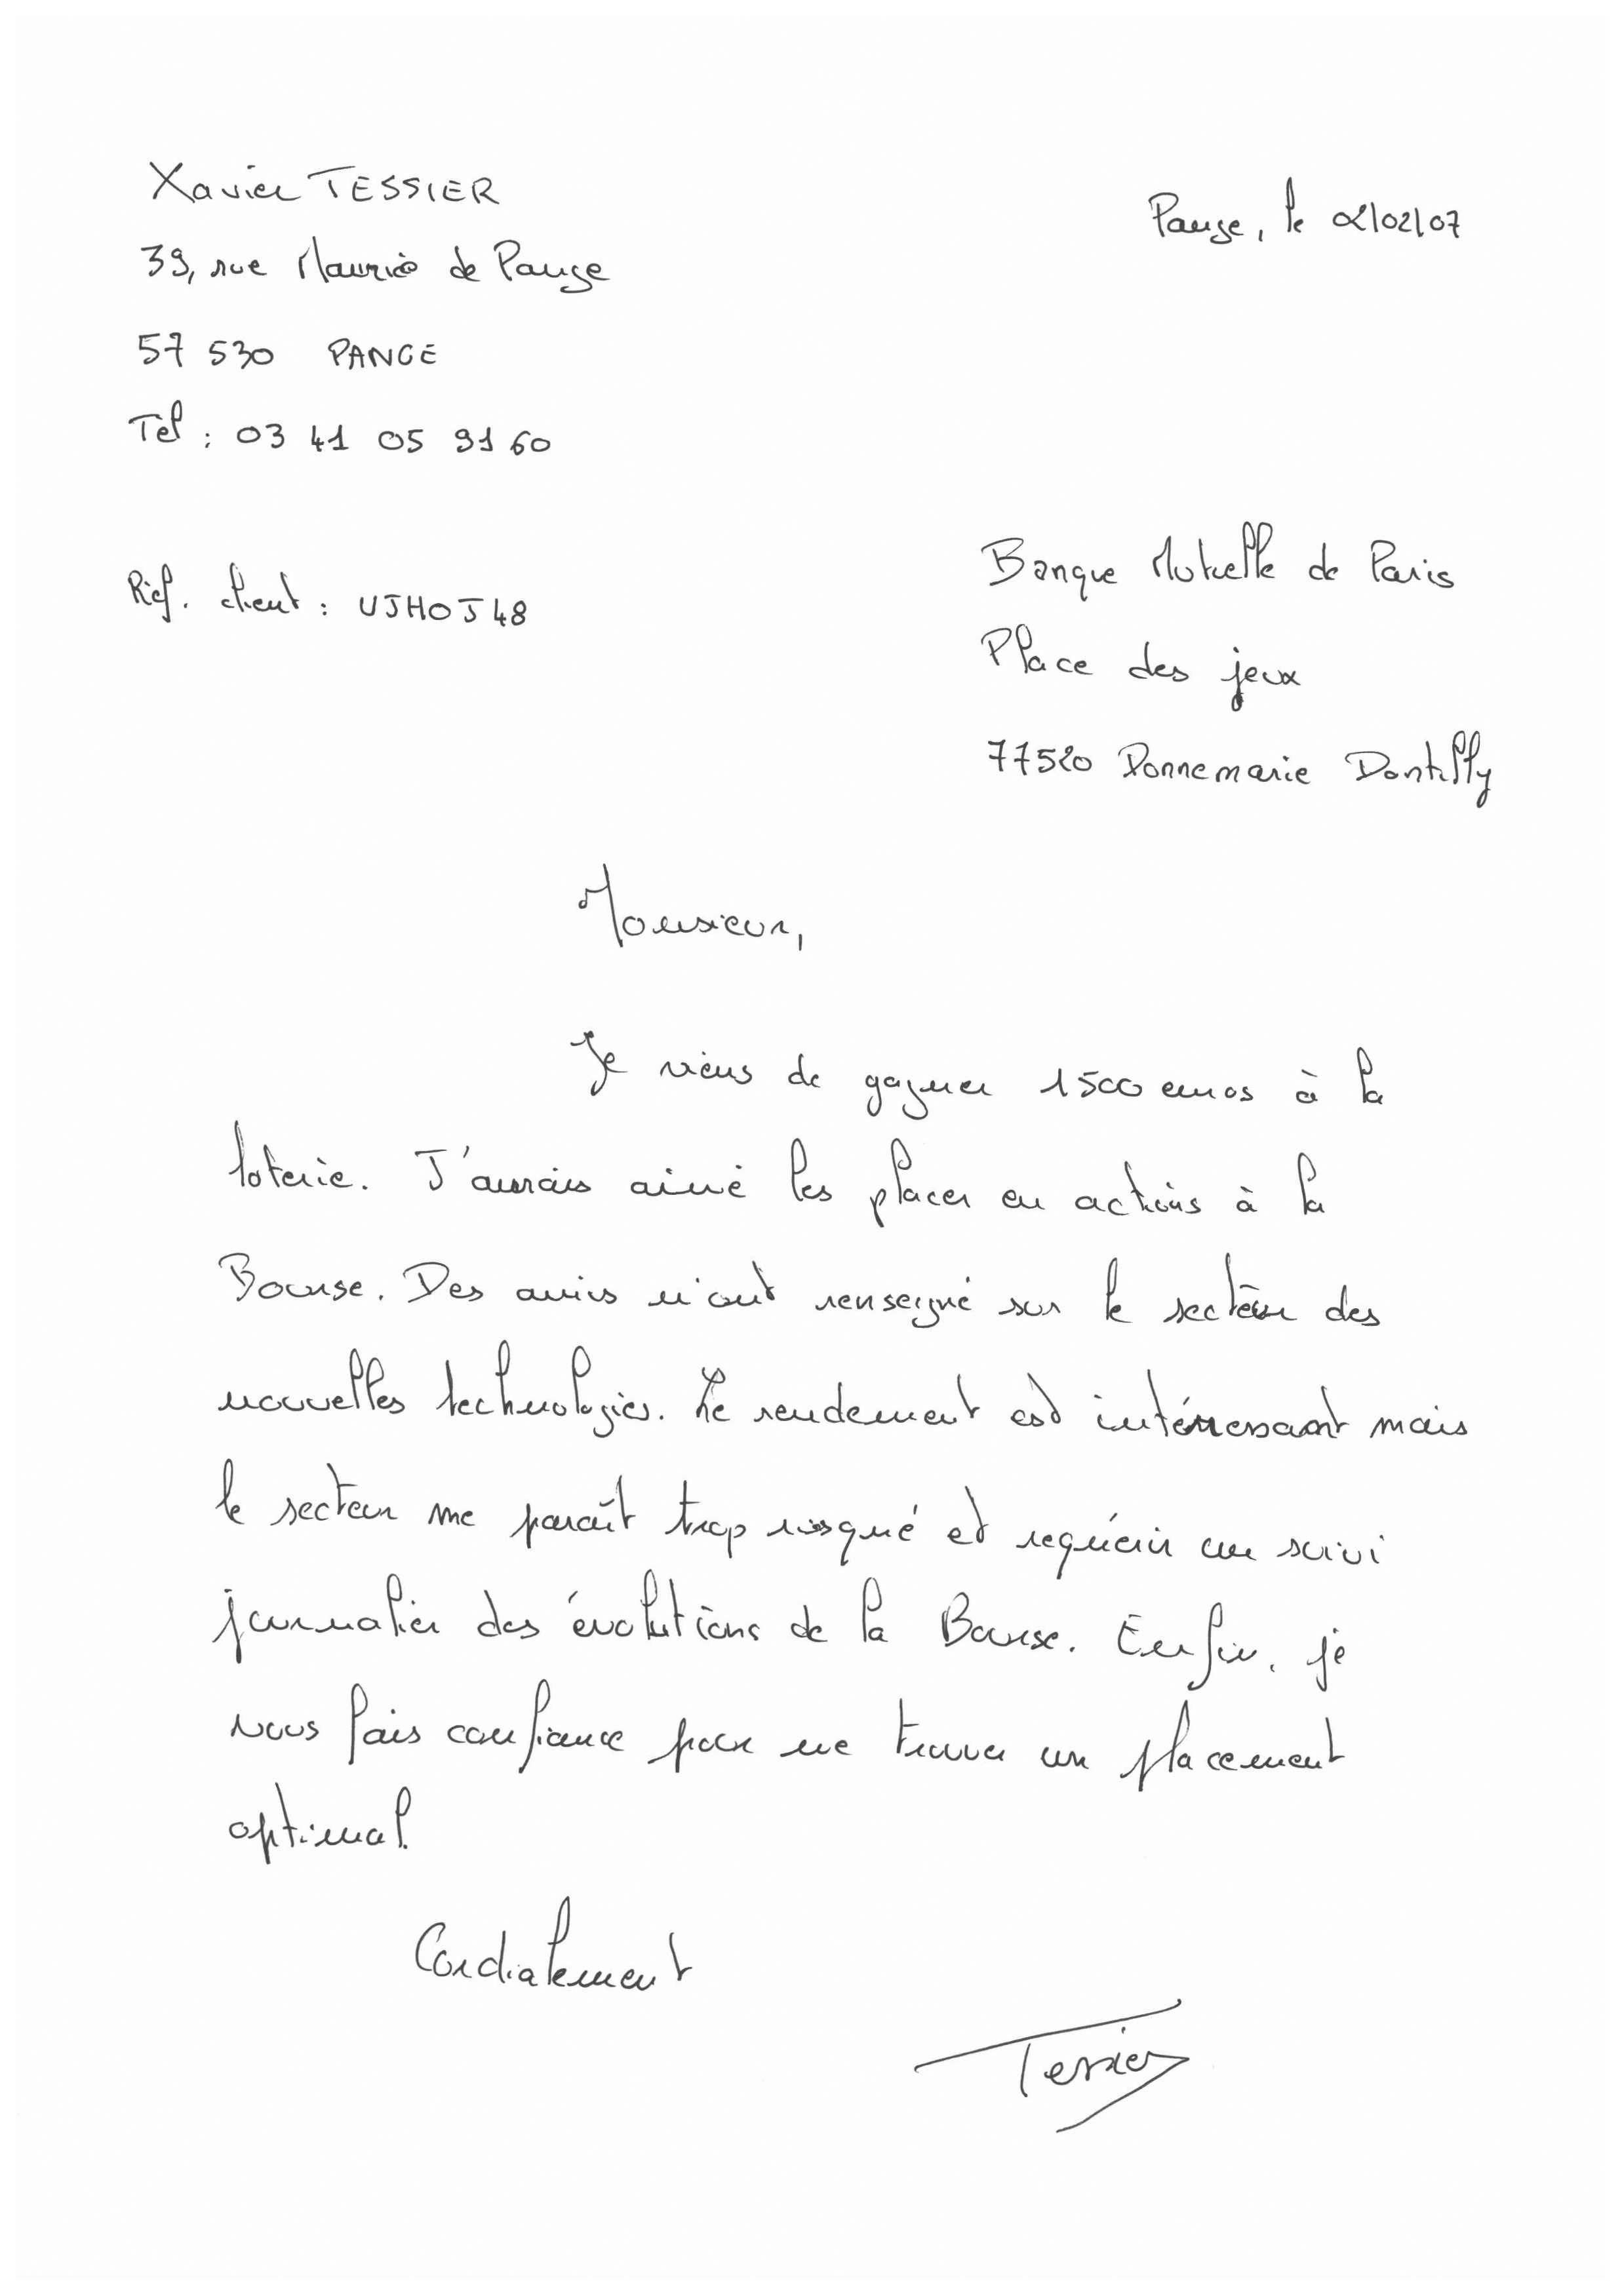 Xavier TESSIER
Pange, le 02/02/07
39, rue Maurice de Pange
57 530 PANGE
Tel : 03 41 05 91 60
Réf. client : UJHOJ48
Banque Mutuelle de Paris
Place des jeux
77520 Donnemarie Dontilly
Monsieur,
Je viens de gagner 1500 euros à la
loterie. J'aurais aimé les placer en actions à la
Bourse. Des amis m'ont renseigné sur le secteur des
nouvelles technologies. Le rendement est intérressant mais
le secteur me paraît trop risqué et requiérir un suivi
journalier des évolutions de la Bourse. Enfin, je
vous fais confiance pour me trouver un placement
optimal.
Cordialement
Tessier